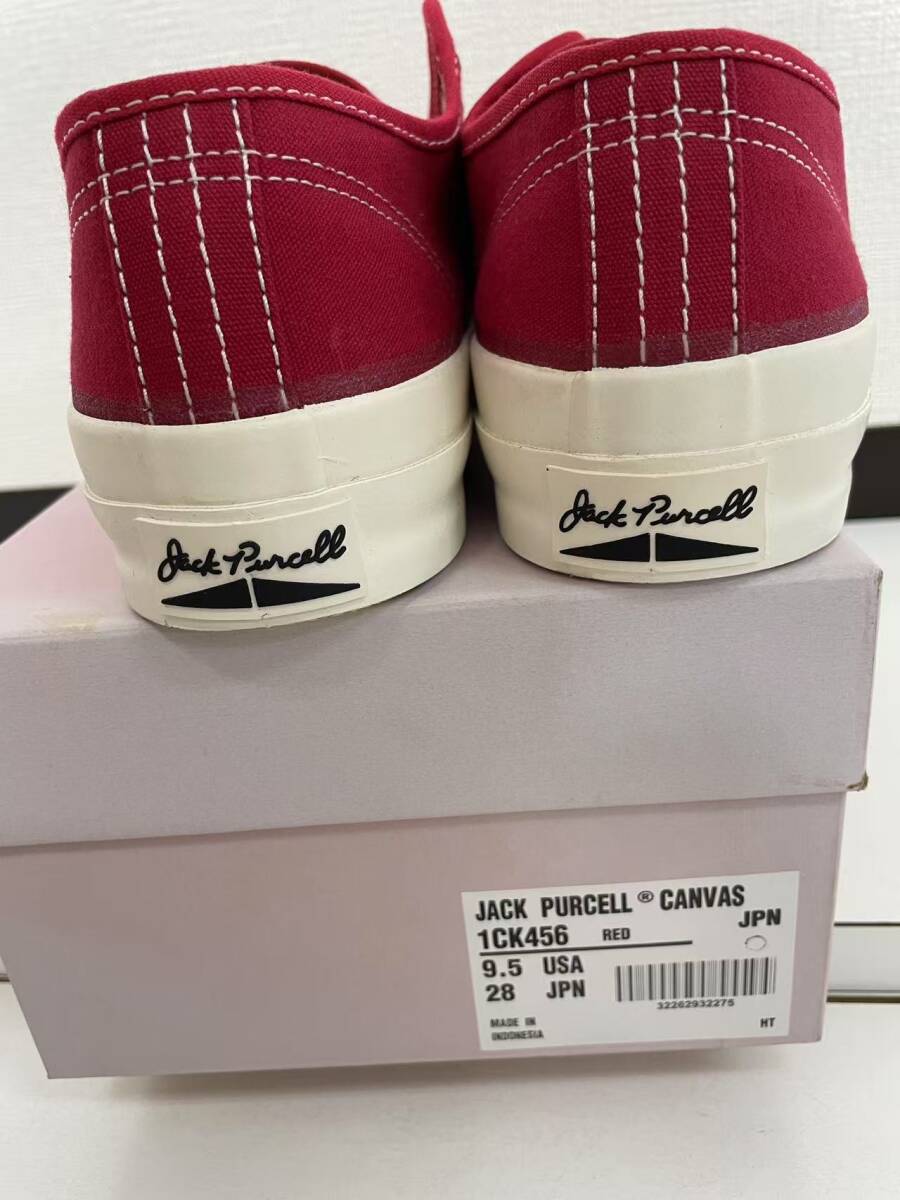 Jack Purcell
Jack Purcell
JACK PURCELL® CANVAS
JPN
1CK456 RED
9.5 USA
28 JPN
32262932275
MADE IN
INDONESIA
HT